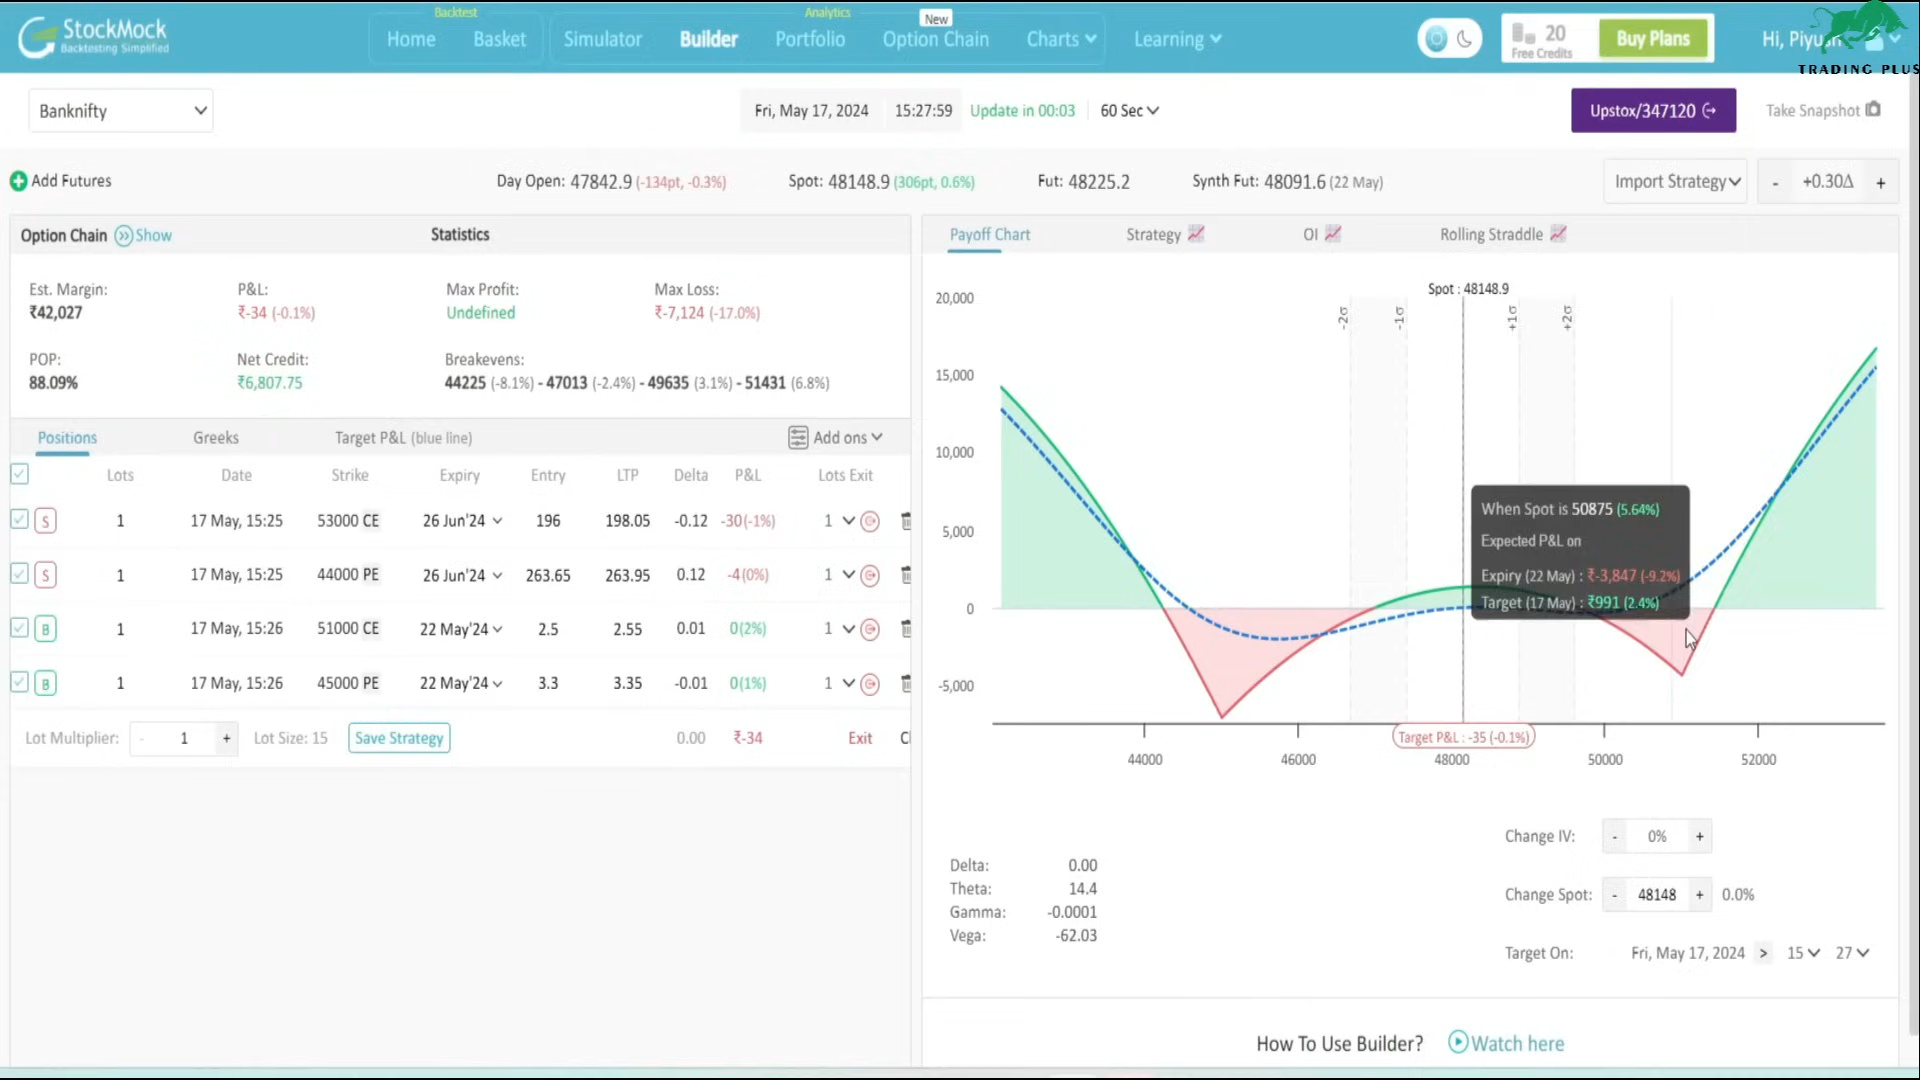 StockMock
Backtesting Simplified
Backtest
Home
Basket
Simulator
Builder
Analytics
Portfolio
New
Option Chain
Charts
Learning
20
Free Credits
Buy Plans
Hi, Piyu
TRADING PLUS
Banknifty
Fri, May 17, 2024
15:27:59
Update in 00:03
60 Sec
Upstox/347120
Take Snapshot
Add Futures
Day Open: 47842.9 (-134pt, -0.3%)
Spot: 48148.9 (306pt, 0.6%)
Fut: 48225.2
Synth Fut: 48091.6 (22 May)
Import Strategy
- +0.30Δ +
Option Chain Show
Statistics
Est. Margin:
₹42,027
P&L:
₹-34 (-0.1%)
Max Profit:
Undefined
Max Loss:
₹-7,124 (-17.0%)
POP:
88.09%
Net Credit:
₹6,807.75
Breakevens:
44225 (-8.1%) - 47013 (-2.4%) - 49635 (3.1%) - 51431 (6.8%)
Positions
Greeks
Target P&L (blue line)
Add ons
Lots Date Strike Expiry Entry LTP Delta P&L Lots Exit
S 1 17 May, 15:25 53000 CE 26 Jun'24 196 198.05 -0.12 -30(-1%) 1
S 1 17 May, 15:25 44000 PE 26 Jun'24 263.65 263.95 0.12 -4(0%) 1
B 1 17 May, 15:26 51000 CE 22 May'24 2.5 2.55 0.01 0(2%) 1
B 1 17 May, 15:26 45000 PE 22 May'24 3.3 3.35 -0.01 0(1%) 1
Lot Multiplier: - 1 + Lot Size: 15 Save Strategy 0.00 ₹-34 Exit
Payoff Chart
Strategy
OI
Rolling Straddle
Spot : 48148.9
20,000
15,000
10,000
5,000
0
-5,000
-2σ
-1σ
+1σ
+2σ
When Spot is 50875 (5.64%)
Expected P&L on
Expiry (22 May) : ₹-3,847 (-9.2%)
Target (17 May) : ₹991 (2.4%)
Target P&L : -35 (-0.1%)
44000
46000
48000
50000
52000
Change IV: - 0% +
Delta: 0.00
Theta: 14.4
Gamma: -0.0001
Vega: -62.03
Change Spot: - 48148 + 0.0%
Target On: Fri, May 17, 2024 > 15 27
How To Use Builder? Watch here